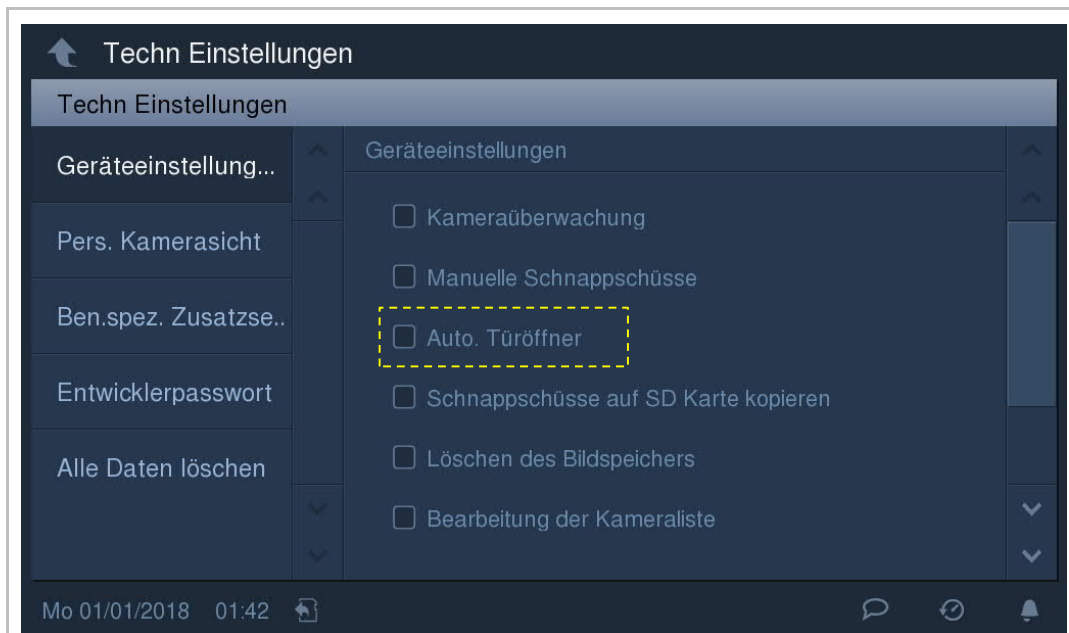 Techn Einstellungen
Techn Einstellungen
Geräteeinstellung...
Pers. Kamerasicht
Ben.spez. Zusatzse..
Entwicklerpasswort
Alle Daten löschen
Geräteeinstellungen
Kameraüberwachung
Manuelle Schnappschüsse
Auto. Türöffner
Schnappschüsse auf SD Karte kopieren
Löschen des Bildspeichers
Bearbeitung der Kameraliste
Mo 01/01/2018 01:42